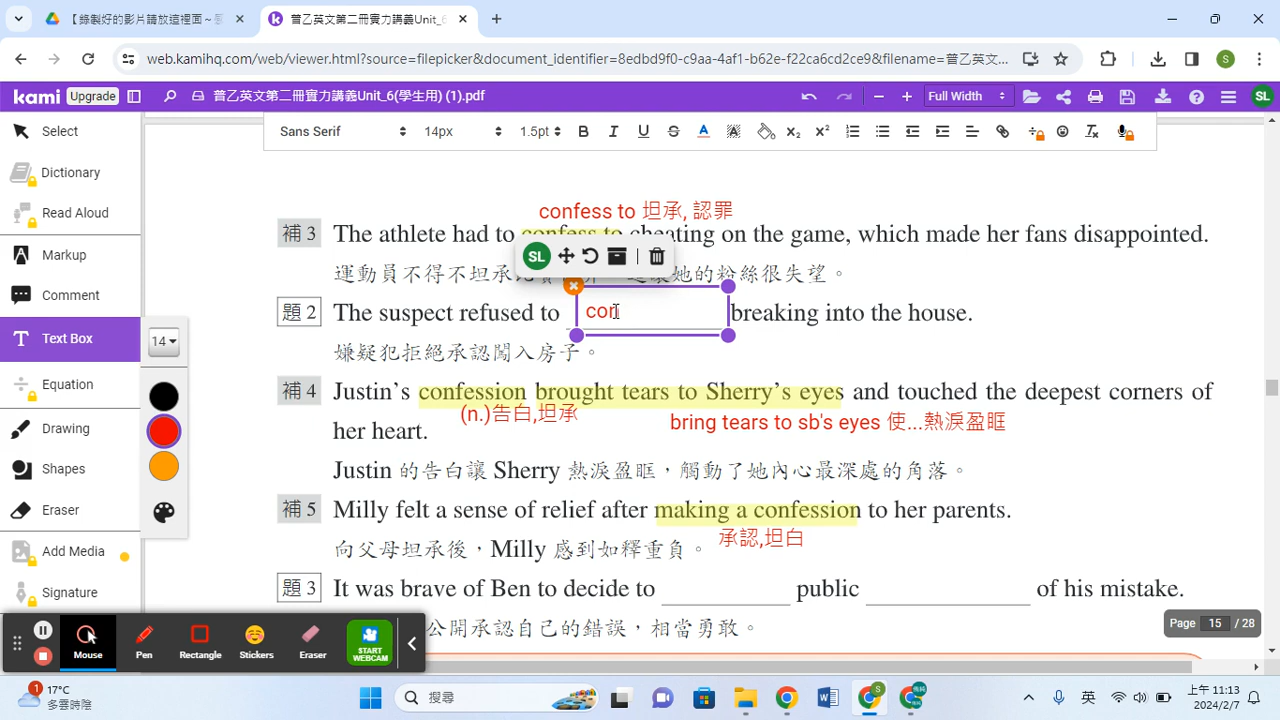 【 錄製好的影片請放這裡面～
普乙英文第二冊實力講義Unit_6
web.kamihq.com/web/viewer.html?source=filepicker&document_identifier=8edbd9f0-c9aa-4af1-b62e-f22ca6cd2ce9&filename=普乙英文...
S
kami Upgrade 普乙英文第二冊實力講義Unit_6(學生用) (1).pdf Full Width SL
Sans Serif 14px 1.5pt B I U S A X₂ X²
Select
Dictionary
Read Aloud
Markup
Comment
Text Box
Equation
Drawing
Shapes
Eraser
Add Media
Signature
14
confess to 坦承, 認罪
補 3 The athlete had to confess to cheating on the game, which made her fans disappointed.
SL
運動員不得不坦承 她的粉絲很失望。
題 2 The suspect refused to con breaking into the house.
嫌疑犯拒絕承認闖入房子。
補 4 Justin's confession brought tears to Sherry's eyes and touched the deepest corners of
(n.)告白,坦承 bring tears to sb's eyes 使...熱淚盈眶
her heart.
Justin 的告白讓 Sherry 熱淚盈眶，觸動了她內心最深處的角落。
補 5 Milly felt a sense of relief after making a confession to her parents.
承認,坦白
向父母坦承後，Milly 感到如釋重負。
題 3 It was brave of Ben to decide to ________ public ________ of his mistake.
公開承認自己的錯誤，相當勇敢。
Page 15 / 28
Mouse Pen Rectangle Stickers Eraser START WEBCAM
1 17°C 多雲時陰
搜尋
英
上午 11:13
2024/2/7